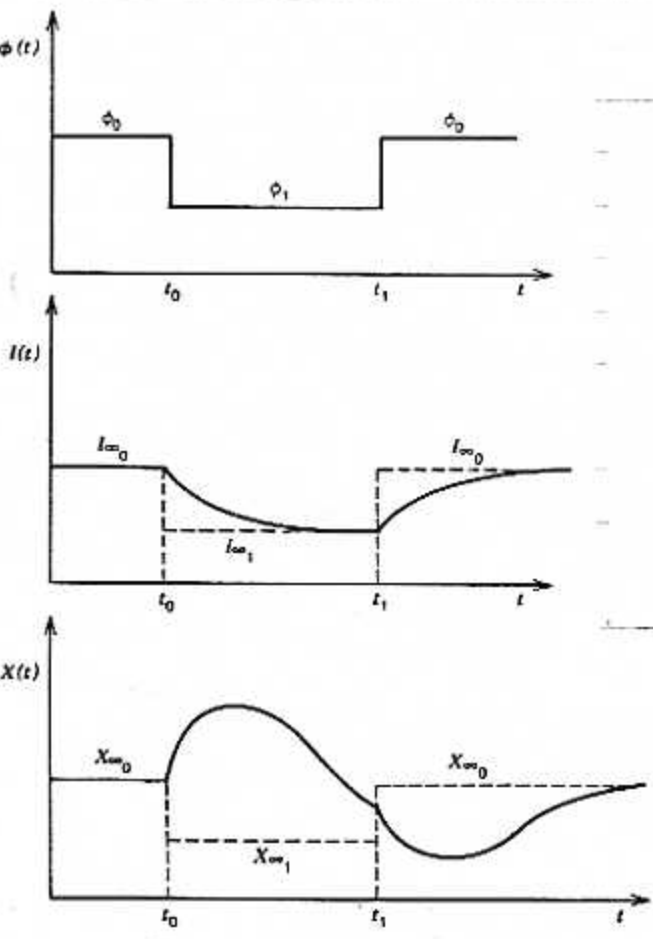 ϕ(t)
ϕ₀ ϕ₀
ϕ₁
t₀ t₁ t
I(t)
I∞₀ I∞₀
I∞₁
t₀ t₁ t
X(t)
X∞₀ X∞₀
X∞₁
t₀ t₁ t